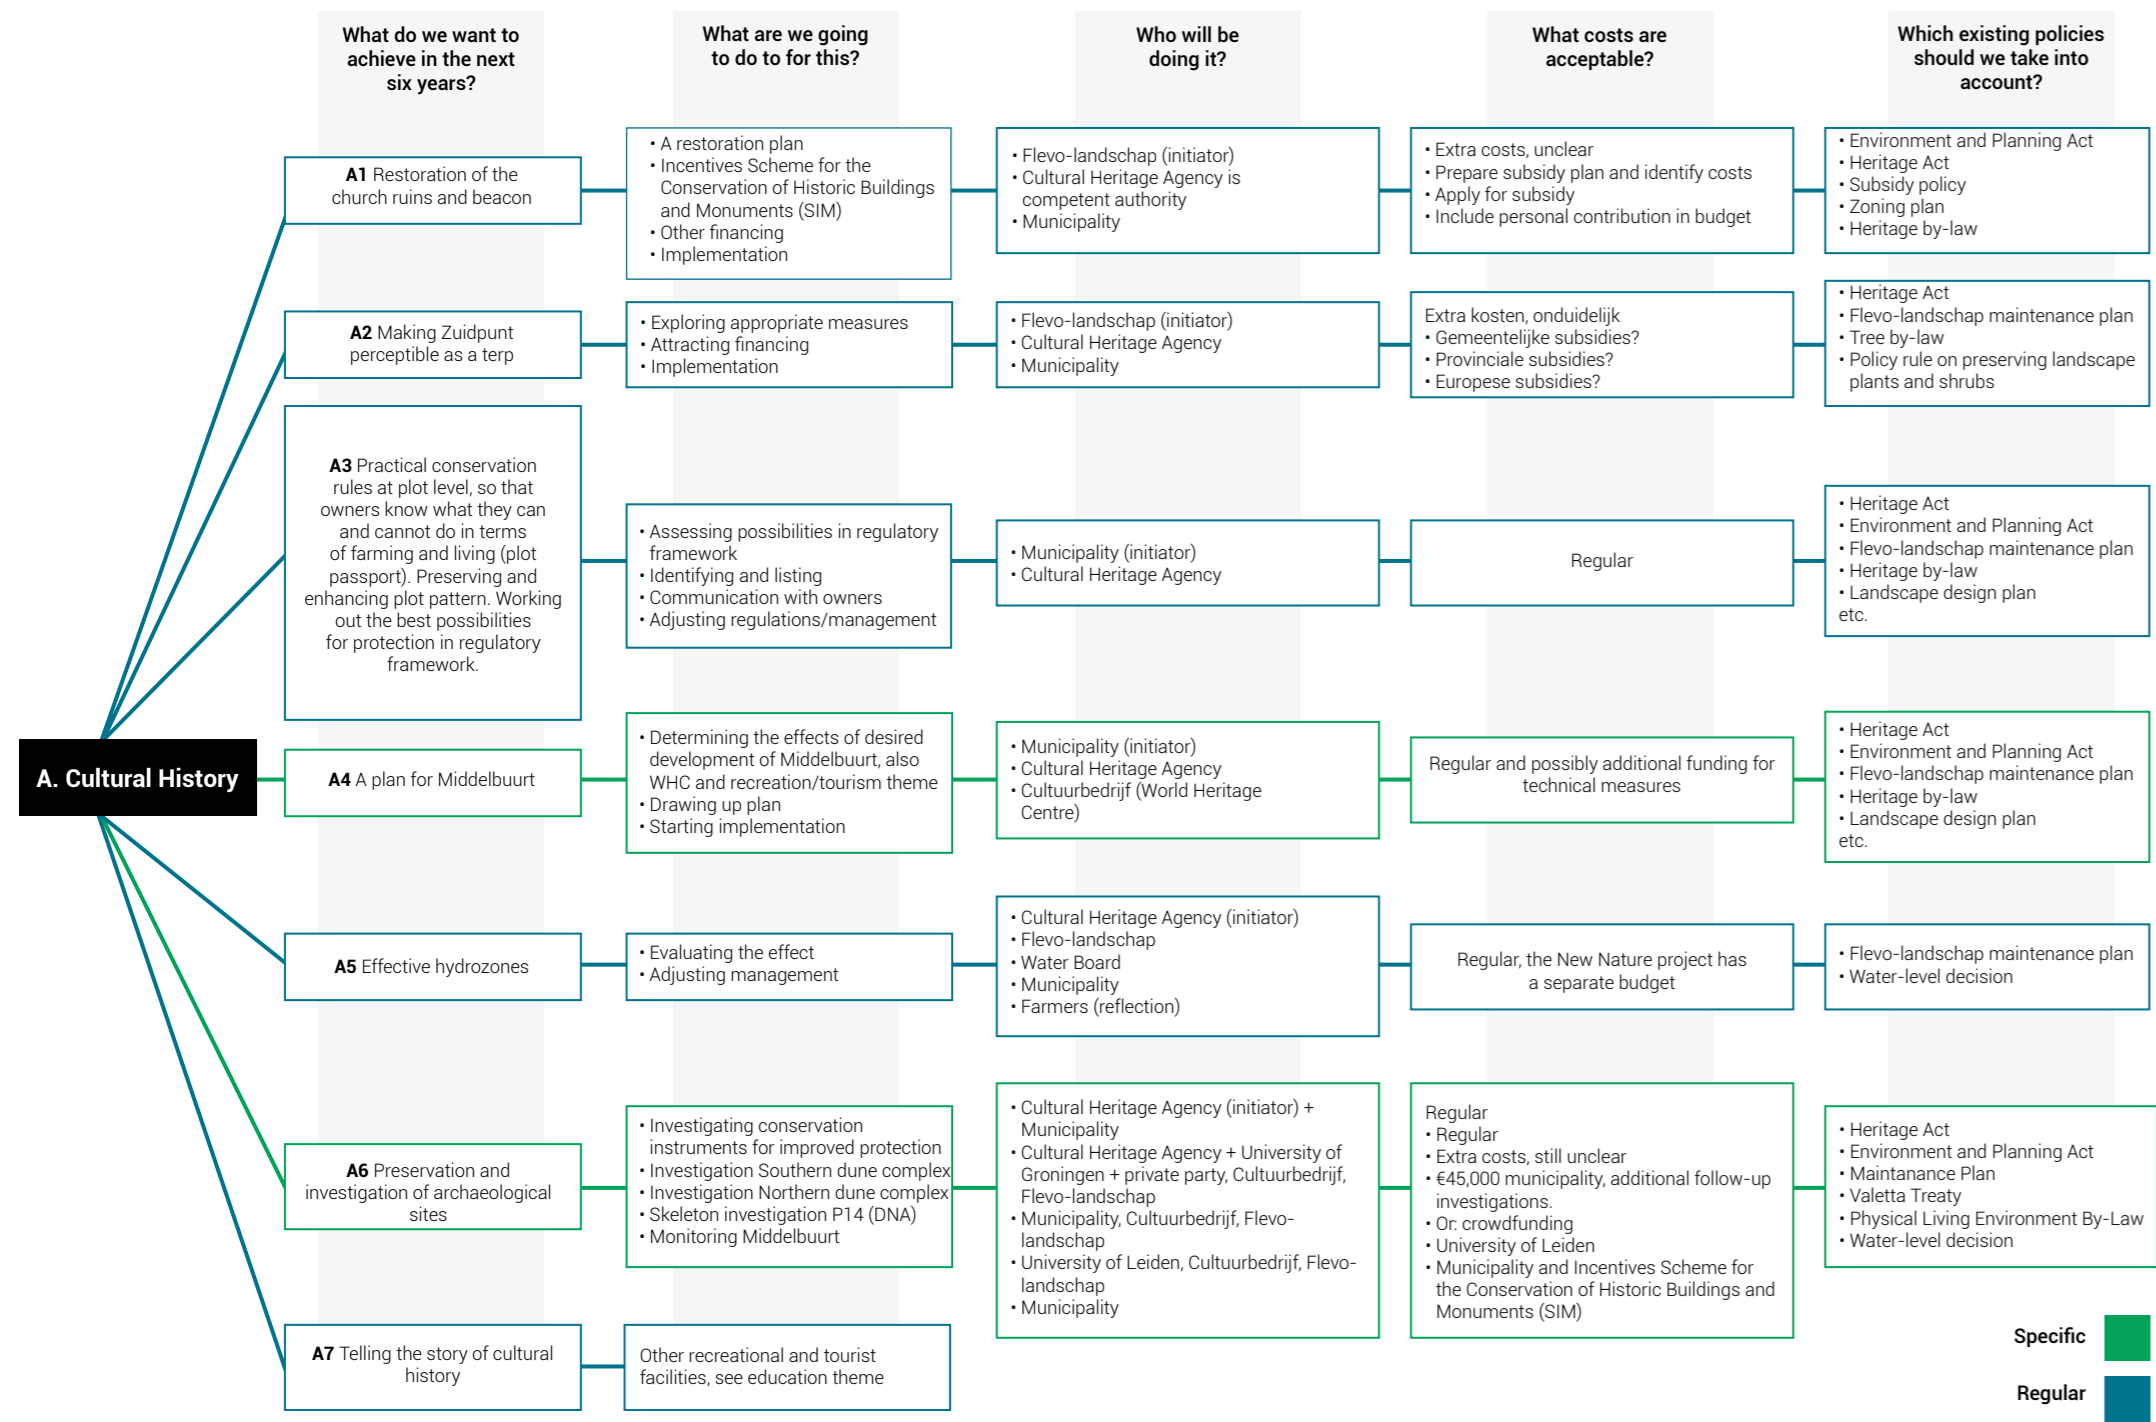 What do we want to
achieve in the next
six years?
What are we going
to do to for this?
Who will be
doing it?
What costs are
acceptable?
Which existing policies
should we take into
account?
A. Cultural History
A1 Restoration of the
church ruins and beacon
• A restoration plan
• Incentives Scheme for the
Conservation of Historic Buildings
and Monuments (SIM)
• Other financing
• Implementation
• Flevo-landschap (initiator)
• Cultural Heritage Agency is
competent authority
• Municipality
• Extra costs, unclear
• Prepare subsidy plan and identify costs
• Apply for subsidy
• Include personal contribution in budget
• Environment and Planning Act
• Heritage Act
• Subsidy policy
• Zoning plan
• Heritage by-law
A2 Making Zuidpunt
perceptible as a terp
• Exploring appropriate measures
• Attracting financing
• Implementation
• Flevo-landschap (initiator)
• Cultural Heritage Agency
• Municipality
Extra kosten, onduidelijk
• Gemeentelijke subsidies?
• Provinciale subsidies?
• Europese subsidies?
• Heritage Act
• Flevo-landschap maintenance plan
• Tree by-law
• Policy rule on preserving landscape
plants and shrubs
A3 Practical conservation
rules at plot level, so that
owners know what they can
and cannot do in terms
of farming and living (plot
passport). Preserving and
enhancing plot pattern. Working
out the best possibilities
for protection in regulatory
framework.
• Assessing possibilities in regulatory
framework
• Identifying and listing
• Communication with owners
• Adjusting regulations/management
• Municipality (initiator)
• Cultural Heritage Agency
Regular
• Heritage Act
• Environment and Planning Act
• Flevo-landschap maintenance plan
• Heritage by-law
• Landscape design plan
etc.
A4 A plan for Middelbuurt
• Determining the effects of desired
development of Middelbuurt, also
WHC and recreation/tourism theme
• Drawing up plan
• Starting implementation
• Municipality (initiator)
• Cultural Heritage Agency
• Cultuurbedrijf (World Heritage
Centre)
Regular and possibly additional funding for
technical measures
• Heritage Act
• Environment and Planning Act
• Flevo-landschap maintenance plan
• Heritage by-law
• Landscape design plan
etc.
A5 Effective hydrozones
• Evaluating the effect
• Adjusting management
• Cultural Heritage Agency (initiator)
• Flevo-landschap
• Water Board
• Municipality
• Farmers (reflection)
Regular, the New Nature project has
a separate budget
• Flevo-landschap maintenance plan
• Water-level decision
A6 Preservation and
investigation of archaeological
sites
• Investigating conservation
instruments for improved protection
• Investigation Southern dune complex
• Investigation Northern dune complex
• Skeleton investigation P14 (DNA)
• Monitoring Middelbuurt
• Cultural Heritage Agency (initiator) +
Municipality
• Cultural Heritage Agency + University of
Groningen + private party, Cultuurbedrijf,
Flevo-landschap
• Municipality, Cultuurbedrijf, Flevo-
landschap
• University of Leiden, Cultuurbedrijf, Flevo-
landschap
• Municipality
Regular
• Regular
• Extra costs, still unclear
• €45,000 municipality, additional follow-up
investigations.
• Or: crowdfunding
• University of Leiden
• Municipality and Incentives Scheme for
the Conservation of Historic Buildings and
Monuments (SIM)
• Heritage Act
• Environment and Planning Act
• Maintanance Plan
• Valetta Treaty
• Physical Living Environment By-Law
• Water-level decision
A7 Telling the story of cultural
history
Other recreational and tourist
facilities, see education theme
Specific
Regular